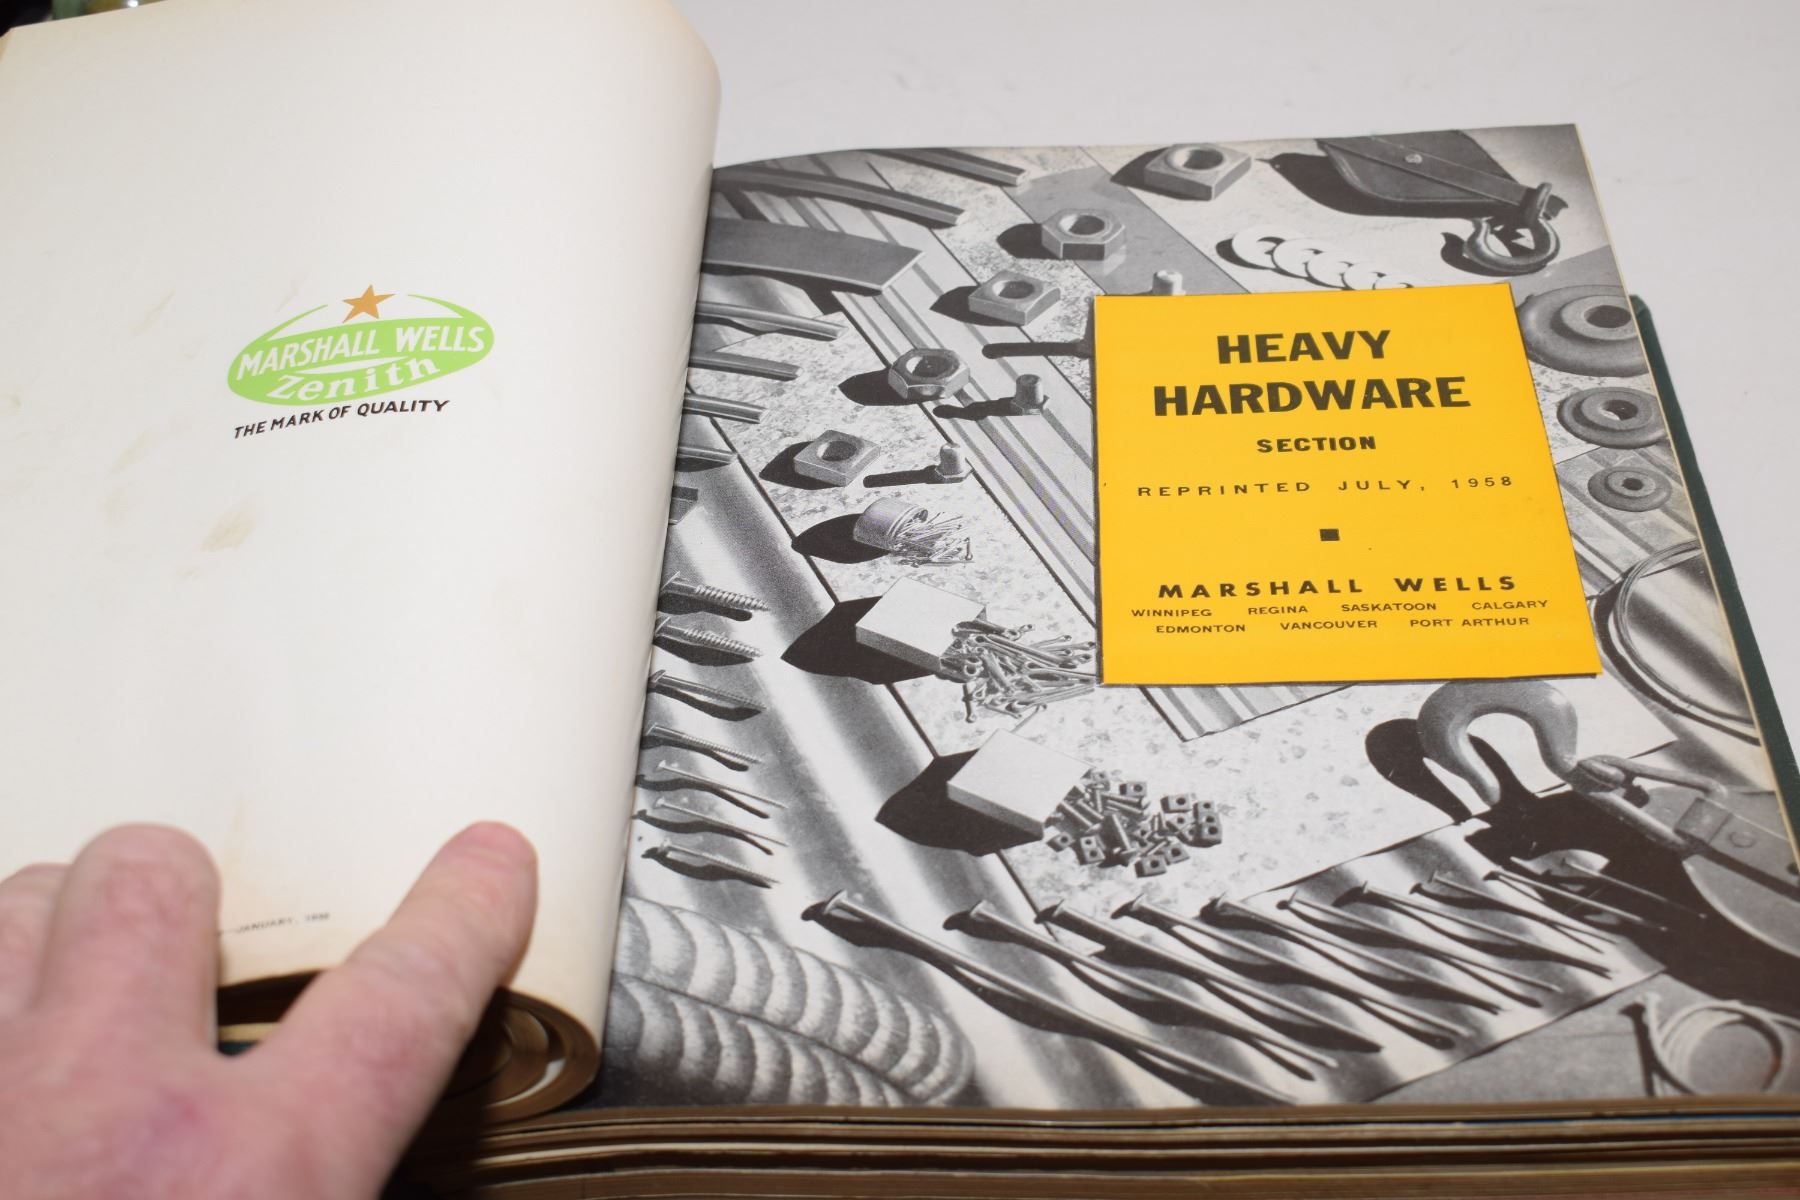 MARSHALL WELLS
Zenith
THE MARK OF QUALITY
JANUARY,
HEAVY
HARDWARE
SECTION
REPRINTED JULY, 1958
MARSHALL WELLS
WINNIPEG REGINA SASKATOON CALGARY
EDMONTON VANCOUVER PORT ARTHUR